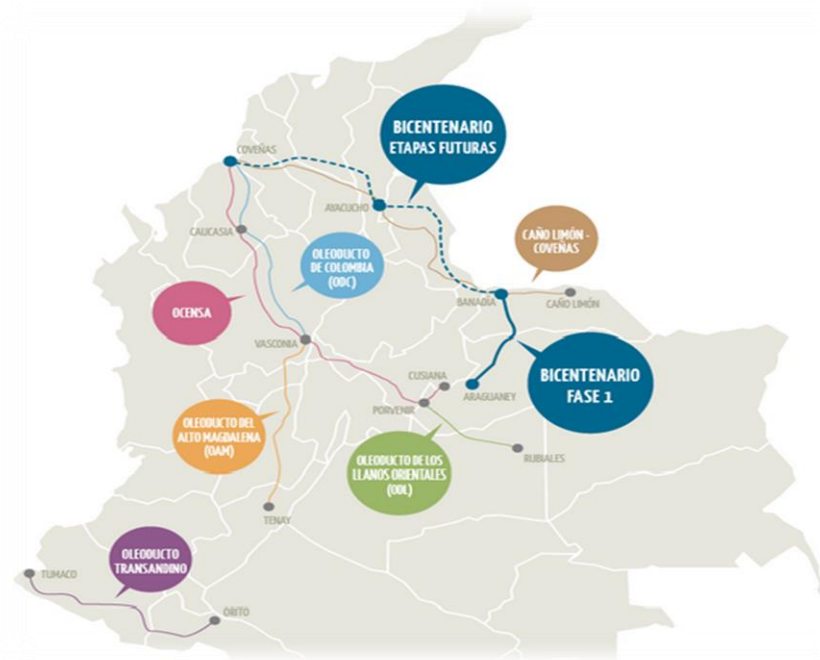 COVEÑAS
BICENTENARIO
ETAPAS FUTURAS
AYACUCHO
CAUCASIA
CAÑO LIMÓN -
COVEÑAS
OLEODUCTO
DE COLOMBIA
(ODC)
BANADÍA
CAÑO LIMÓN
OCENSA
VASCONIA
CUSIANA
BICENTENARIO
FASE 1
ARAGUANEY
PORVENIR
OLEODUCTO DEL
ALTO MAGDALENA
(OAM)
OLEODUCTO DE LOS
LLANOS ORIENTALES
(ODL)
RUBIALES
TENAY
OLEODUCTO
TRANSANDINO
TUMACO
ORITO